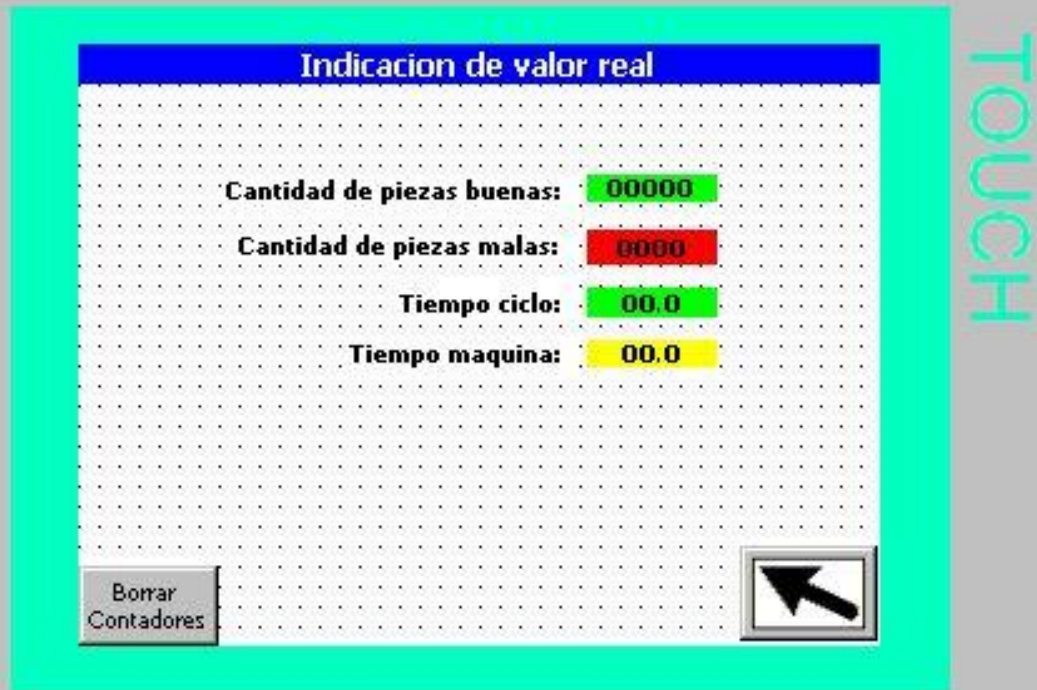 Indicacion de valor real
Cantidad de piezas buenas: 00000
Cantidad de piezas malas: 0000
Tiempo ciclo: 00.0
Tiempo maquina: 00.0
Borrar
Contadores
TOUCH